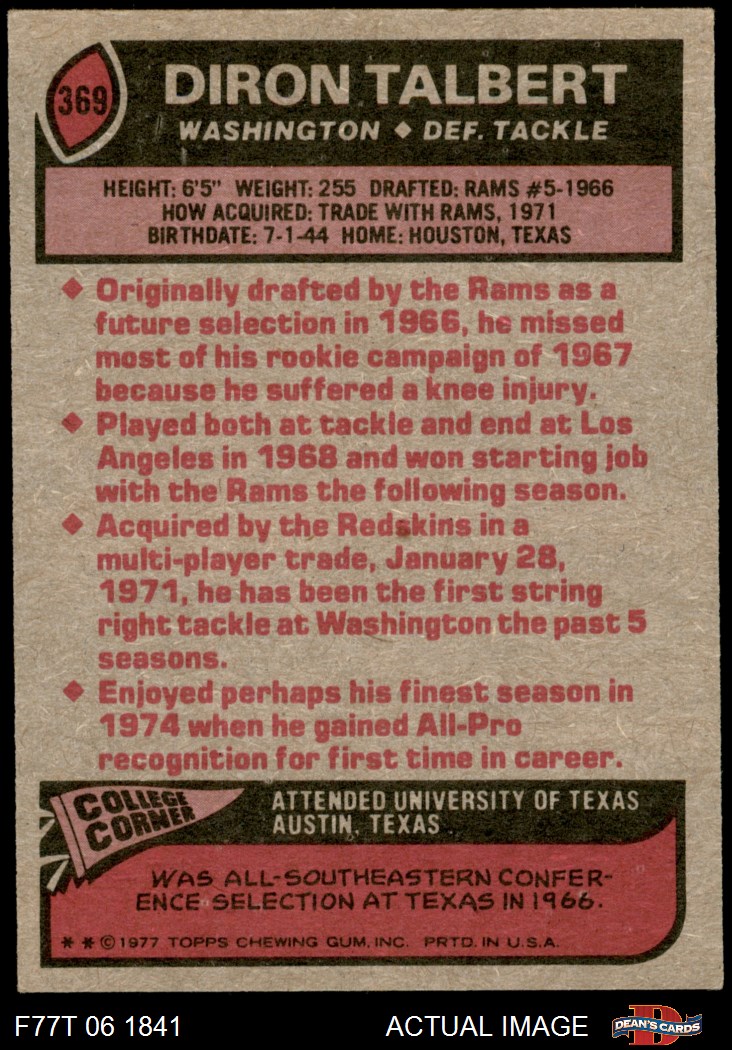 369
DIRON TALBERT
WASHINGTON ◆ DEF. TACKLE
HEIGHT: 6'5" WEIGHT: 255 DRAFTED: RAMS #5-1966
HOW ACQUIRED: TRADE WITH RAMS, 1971
BIRTHDATE: 7-1-44 HOME: HOUSTON, TEXAS
◆ Originally drafted by the Rams as a
future selection in 1966, he missed
most of his rookie campaign of 1967
because he suffered a knee injury.
◆ Played both at tackle and end at Los
Angeles in 1968 and won starting job
with the Rams the following season.
◆ Acquired by the Redskins in a
multi-player trade, January 28,
1971, he has been the first string
right tackle at Washington the past 5
seasons.
◆ Enjoyed perhaps his finest season in
1974 when he gained All-Pro
recognition for first time in career.
COLLEGE
CORNER
ATTENDED UNIVERSITY OF TEXAS
AUSTIN, TEXAS
WAS ALL-SOUTHEASTERN CONFER-
ENCE SELECTION AT TEXAS IN 1966.
* * © 1977 TOPPS CHEWING GUM, INC. PRTD. IN U.S.A.
F77T 06 1841
ACTUAL IMAGE
D
DEAN'S CARDS